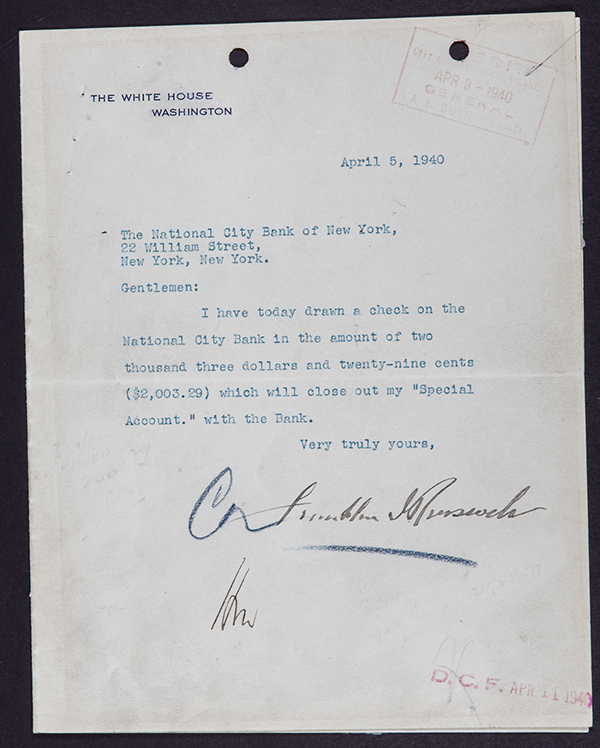 THE WHITE HOUSE
WASHINGTON
APR 9 - 1940
GENERAL
April 5, 1940
The National City Bank of New York,
22 William Street,
New York, New York.
Gentlemen:
I have today drawn a check on the
National City Bank in the amount of two
thousand three dollars and twenty-nine cents
($2,003.29) which will close out my "Special
Account." with the Bank.
Very truly yours,
Franklin D Roosevelt
D. C. F. APR 11 1940